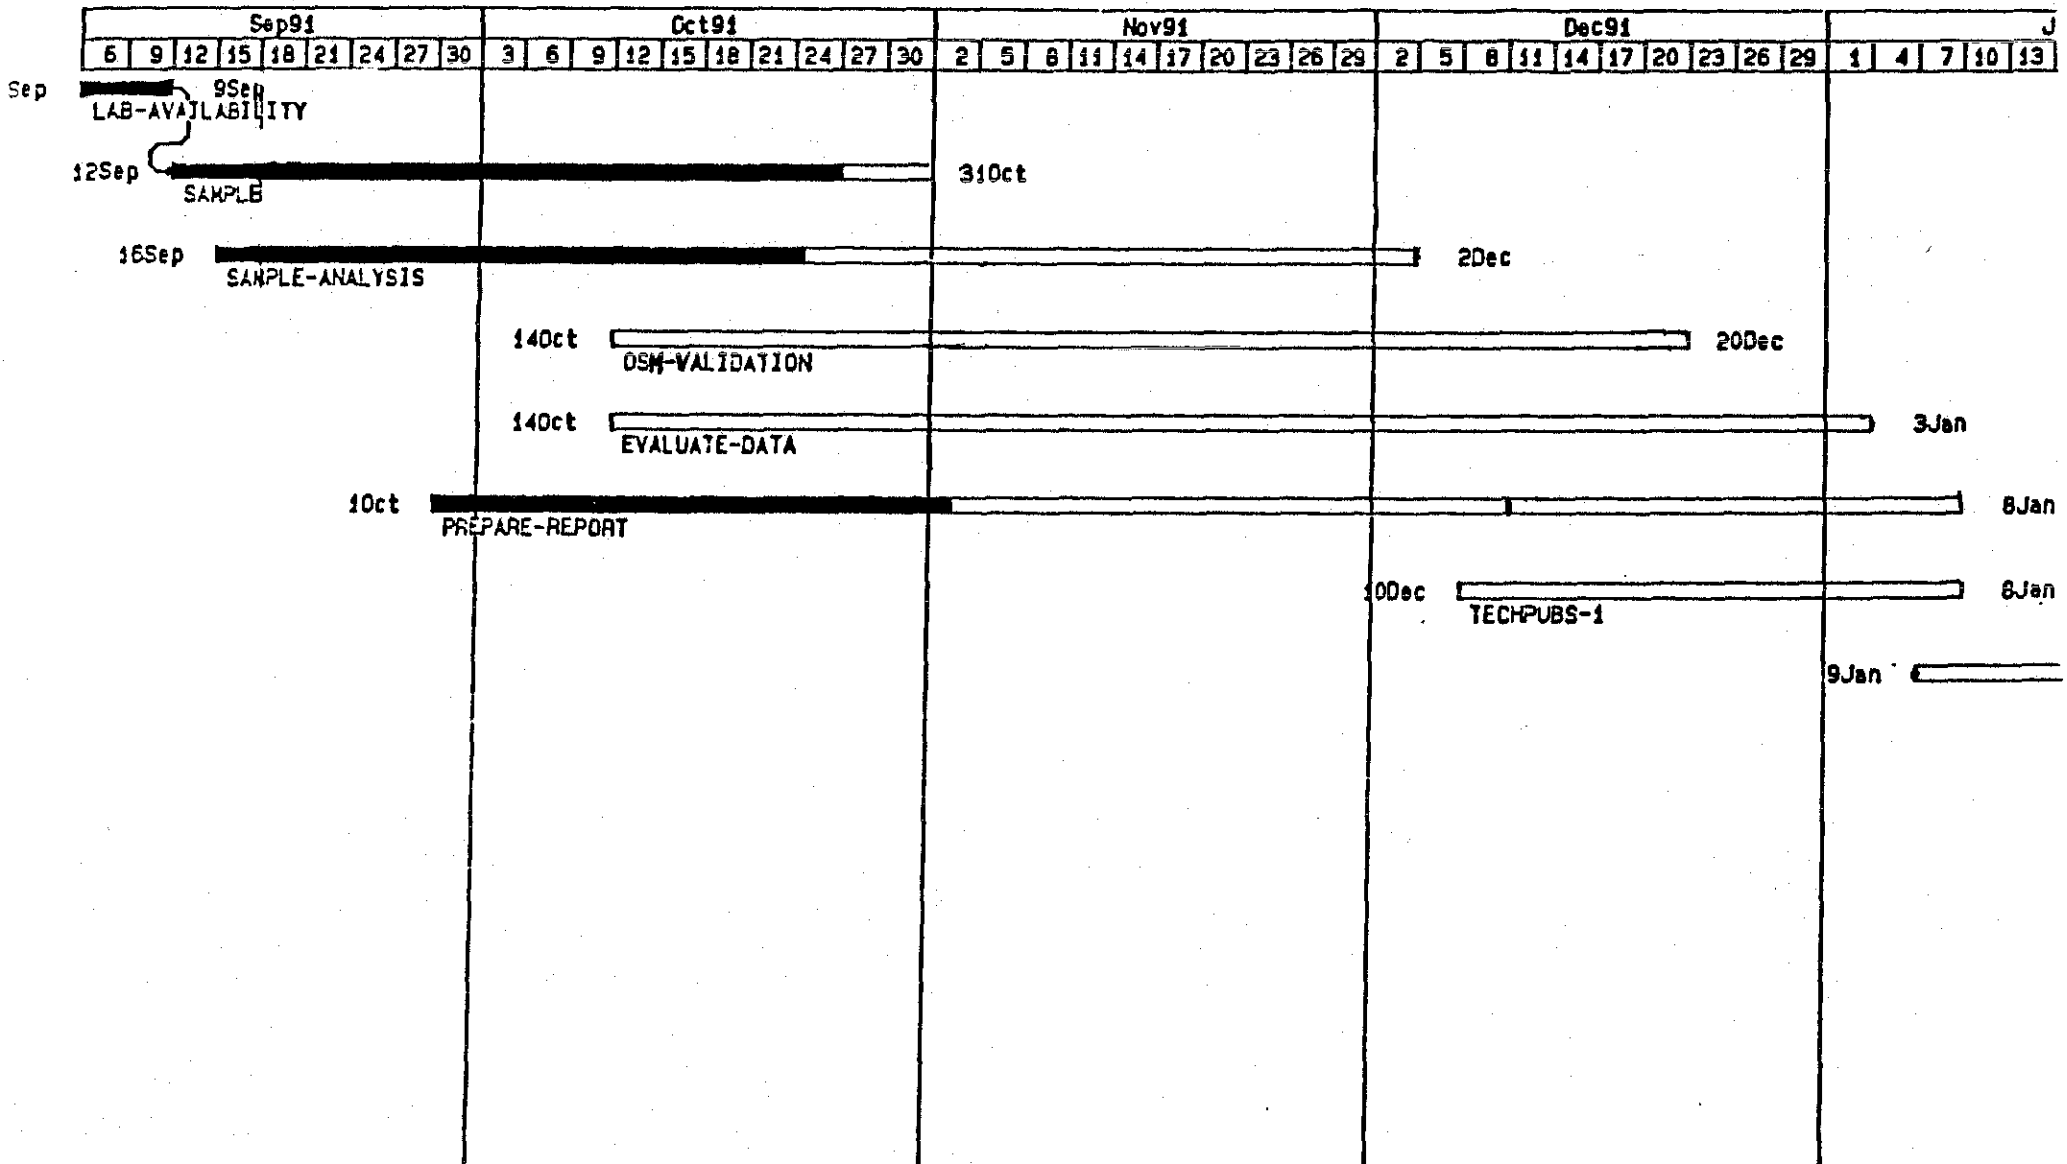 Sep91 Oct91 Nov91 Dec91 J
6 9 12 15 18 21 24 27 30 3 6 9 12 15 18 21 24 27 30 2 5 8 11 14 17 20 23 26 29 2 5 8 11 14 17 20 23 26 29 1 4 7 10 13
Sep 9Sep
LAB-AVAILABILITY
12Sep 31Oct
SAMPLE
16Sep 2Dec
SAMPLE-ANALYSIS
14Oct 20Dec
OSM-VALIDATION
14Oct 3Jan
EVALUATE-DATA
1Oct 8Jan
PREPARE-REPORT
10Dec 8Jan
TECHPUBS-1
9Jan